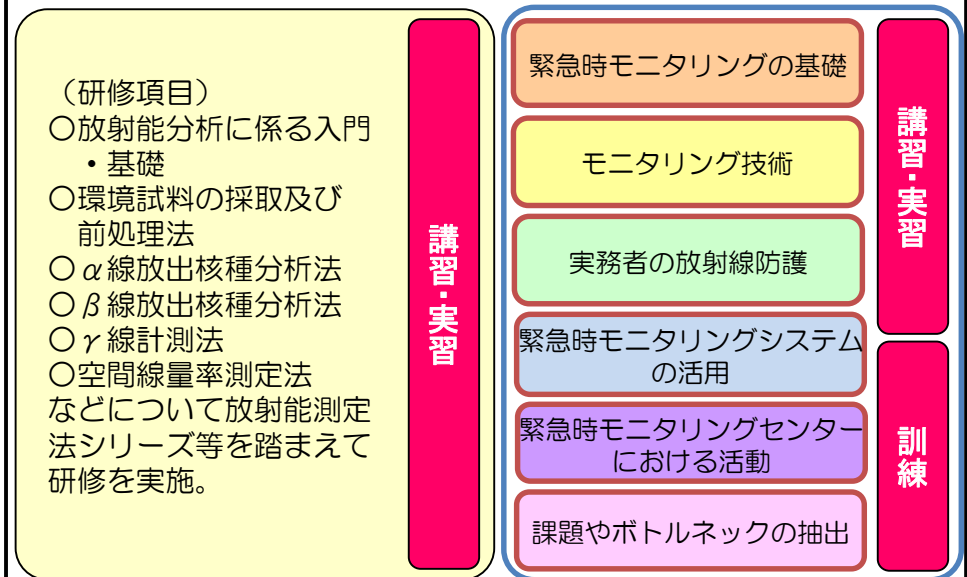 （研修項目）
〇放射能分析に係る入門
・基礎
〇環境試料の採取及び
前処理法
〇α線放出核種分析法
〇β線放出核種分析法
〇γ線計測法
〇空間線量率測定法
などについて放射能測定
法シリーズ等を踏まえて
研修を実施。
講習・実習
緊急時モニタリングの基礎
モニタリング技術
実務者の放射線防護
緊急時モニタリングシステム
の活用
緊急時モニタリングセンター
における活動
課題やボトルネックの抽出
講習・実習
訓練